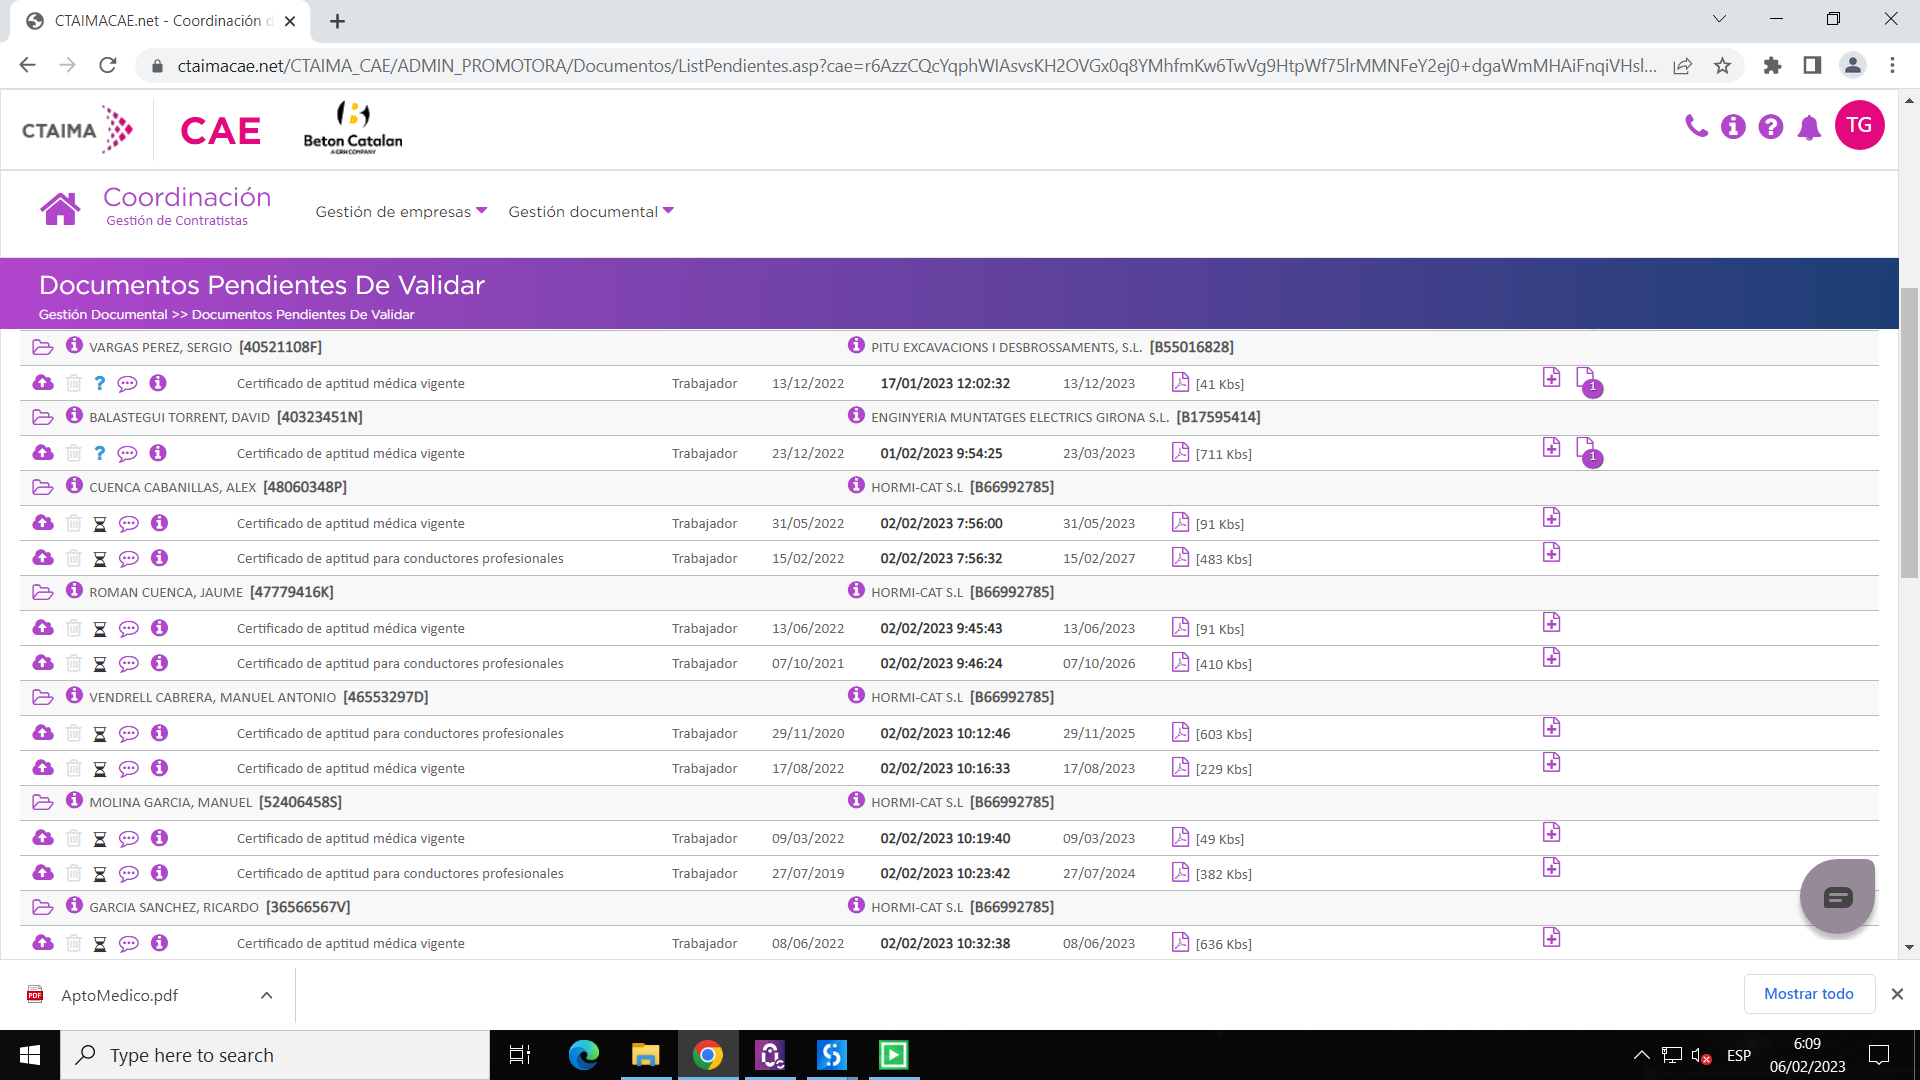 CTAIMACAE.net - Coordinación d
ctaimacae.net/CTAIMA_CAE/ADMIN_PROMOTORA/Documentos/ListPendientes.asp?cae=r6AzzCQcYqphWIAsvsKH2OVGx0q8YMhfmKw6TwVg9HtpWf75lrMMNFeY2ej0+dgaWmMHAiFnqiVHsl...
CTAIMA CAE Beton Catalan
A CRH COMPANY
TG
Coordinación
Gestión de Contratistas
Gestión de empresas Gestión documental
Documentos Pendientes De Validar
Gestión Documental >> Documentos Pendientes De Validar
VARGAS PEREZ, SERGIO [40521108F] PITU EXCAVACIONS I DESBROSSAMENTS, S.L. [B55016828]
Certificado de aptitud médica vigente Trabajador 13/12/2022 17/01/2023 12:02:32 13/12/2023 [41 Kbs] 1
BALASTEGUI TORRENT, DAVID [40323451N] ENGINYERIA MUNTATGES ELECTRICS GIRONA S.L. [B17595414]
Certificado de aptitud médica vigente Trabajador 23/12/2022 01/02/2023 9:54:25 23/03/2023 [711 Kbs] 1
CUENCA CABANILLAS, ALEX [48060348P] HORMI-CAT S.L [B66992785]
Certificado de aptitud médica vigente Trabajador 31/05/2022 02/02/2023 7:56:00 31/05/2023 [91 Kbs]
Certificado de aptitud para conductores profesionales Trabajador 15/02/2022 02/02/2023 7:56:32 15/02/2027 [483 Kbs]
ROMAN CUENCA, JAUME [47779416K] HORMI-CAT S.L [B66992785]
Certificado de aptitud médica vigente Trabajador 13/06/2022 02/02/2023 9:45:43 13/06/2023 [91 Kbs]
Certificado de aptitud para conductores profesionales Trabajador 07/10/2021 02/02/2023 9:46:24 07/10/2026 [410 Kbs]
VENDRELL CABRERA, MANUEL ANTONIO [46553297D] HORMI-CAT S.L [B66992785]
Certificado de aptitud para conductores profesionales Trabajador 29/11/2020 02/02/2023 10:12:46 29/11/2025 [603 Kbs]
Certificado de aptitud médica vigente Trabajador 17/08/2022 02/02/2023 10:16:33 17/08/2023 [229 Kbs]
MOLINA GARCIA, MANUEL [52406458S] HORMI-CAT S.L [B66992785]
Certificado de aptitud médica vigente Trabajador 09/03/2022 02/02/2023 10:19:40 09/03/2023 [49 Kbs]
Certificado de aptitud para conductores profesionales Trabajador 27/07/2019 02/02/2023 10:23:42 27/07/2024 [382 Kbs]
GARCIA SANCHEZ, RICARDO [36566567V] HORMI-CAT S.L [B66992785]
Certificado de aptitud médica vigente Trabajador 08/06/2022 02/02/2023 10:32:38 08/06/2023 [636 Kbs]
PDF AptoMedico.pdf Mostrar todo
Type here to search
ESP
6:09
06/02/2023